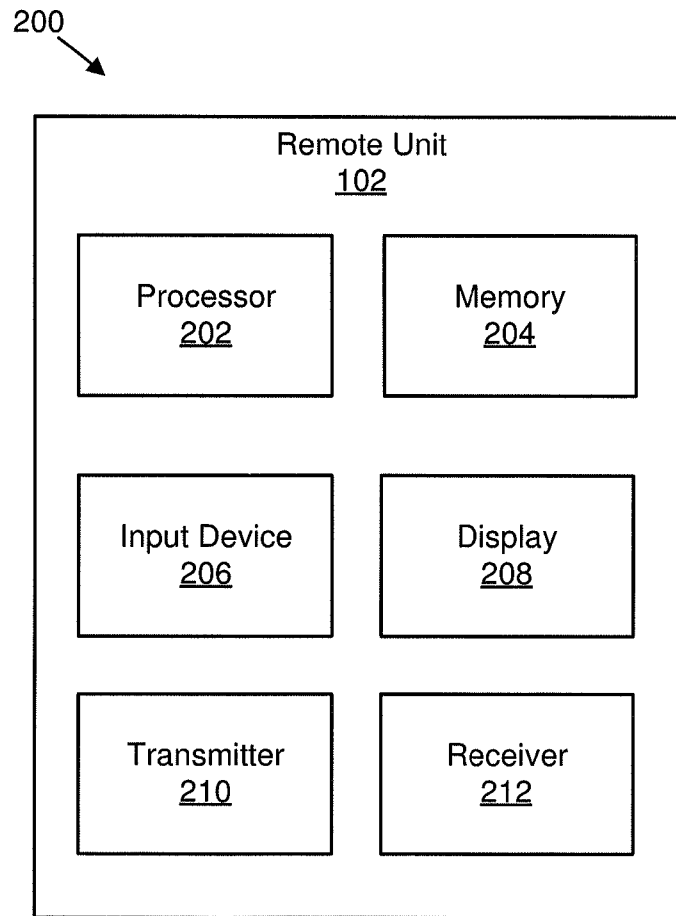 200
Remote Unit
102
Processor
202
Memory
204
Input Device
206
Display
208
Transmitter
210
Receiver
212